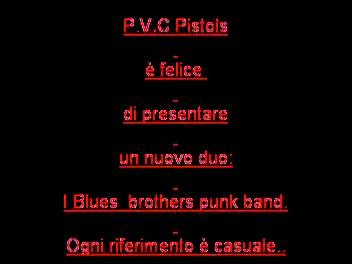 P.V.C Pistols
-
è felice
-
di presentare
-
un nuovo duo:
-
I Blues brothers punk band.
-
Ogni riferimento è casuale..